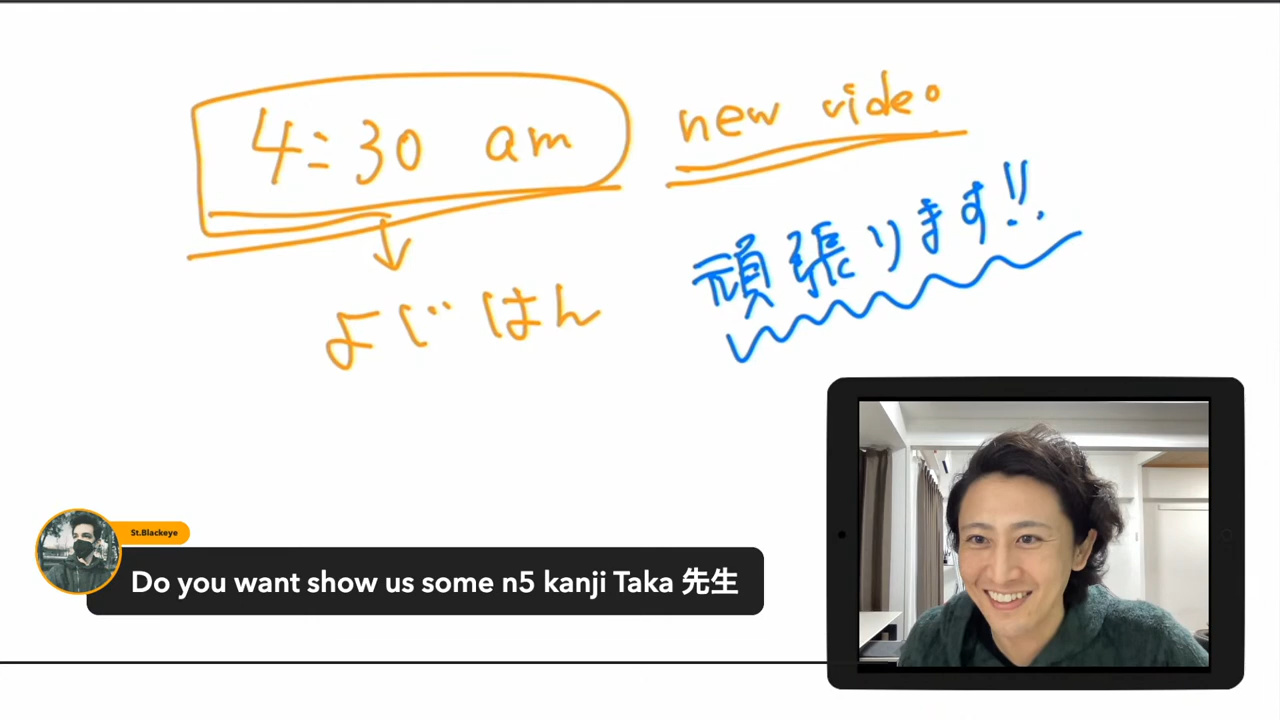 4:30 am
new video
頑張ります!!
よじはん
St.Blackeye
Do you want show us some n5 kanji Taka 先生